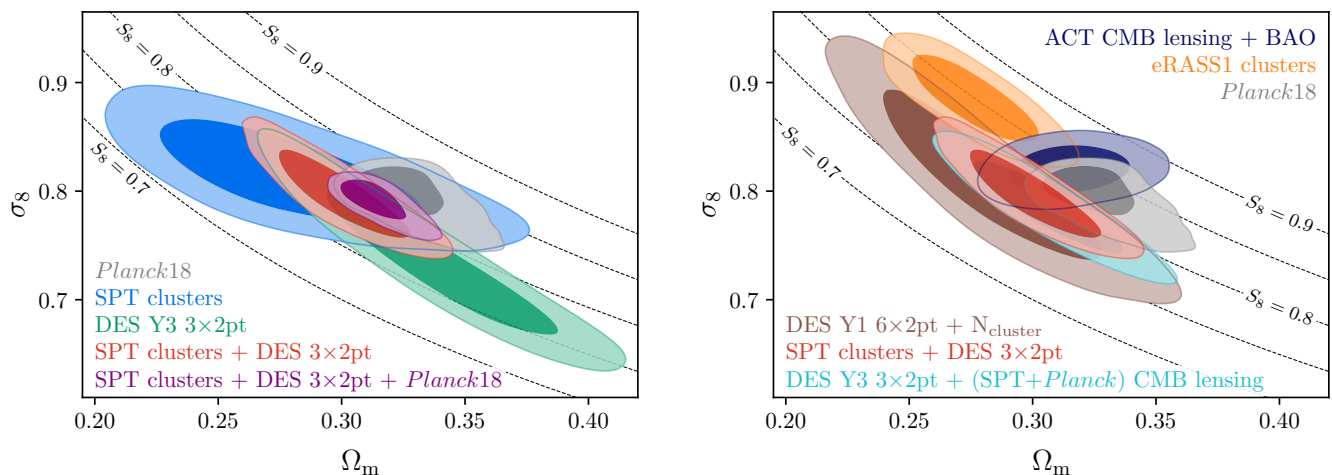 0.9
0.8
0.7
σ8
0.20
0.25
0.30
0.35
0.40
Ωm
S8 = 0.9
S8 = 0.8
S8 = 0.7
Planck18
SPT clusters
DES Y3 3×2pt
SPT clusters + DES 3×2pt
SPT clusters + DES 3×2pt + Planck18
0.9
0.8
0.7
σ8
0.20
0.25
0.30
0.35
0.40
Ωm
ACT CMB lensing + BAO
eRASS1 clusters
Planck18
S8 = 0.7
S8 = 0.9
S8 = 0.8
DES Y1 6×2pt + Ncluster
SPT clusters + DES 3×2pt
DES Y3 3×2pt + (SPT+Planck) CMB lensing